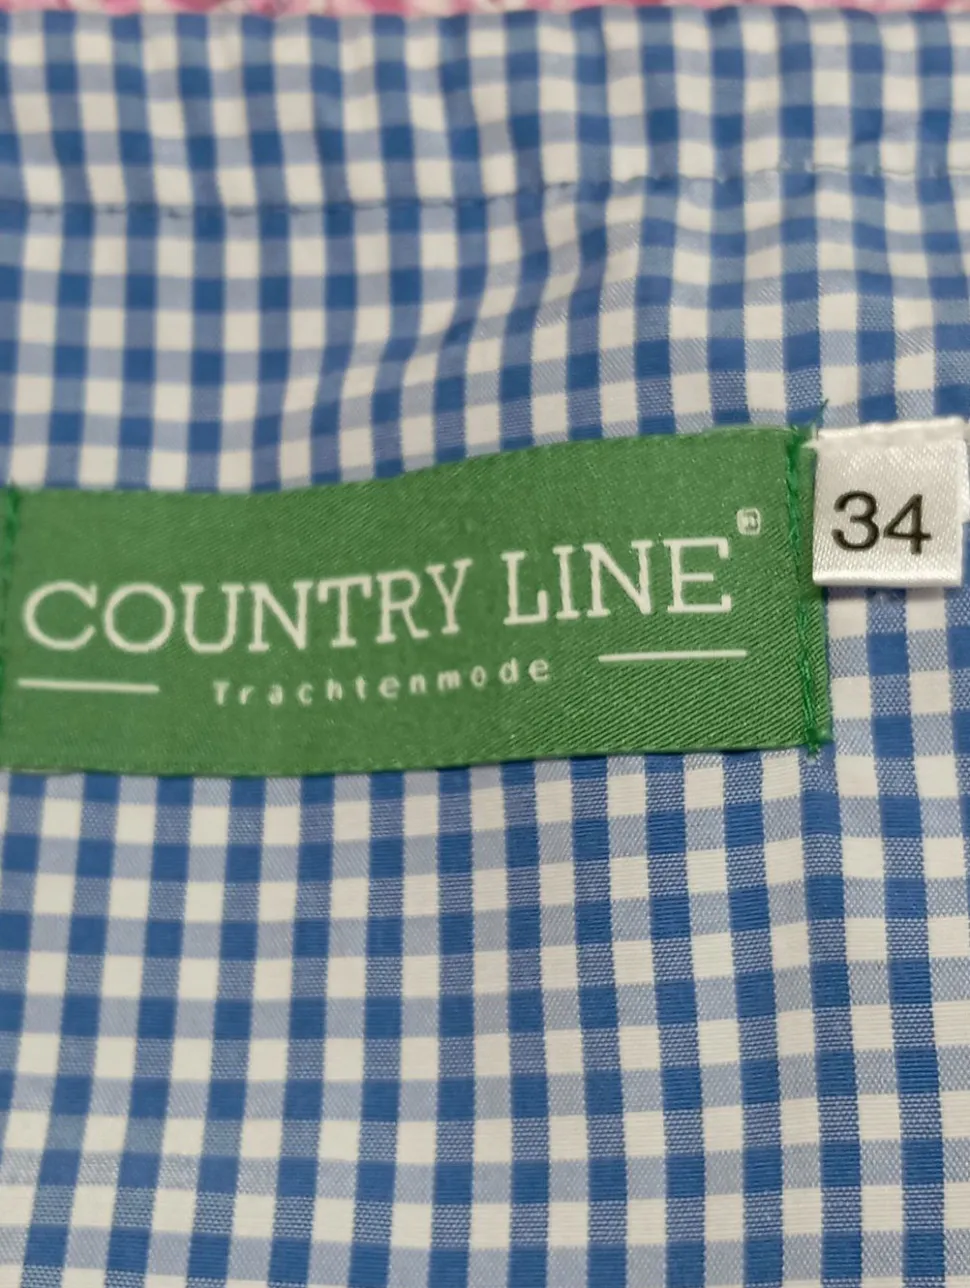 COUNTRY LINE®
Trachtenmode
34